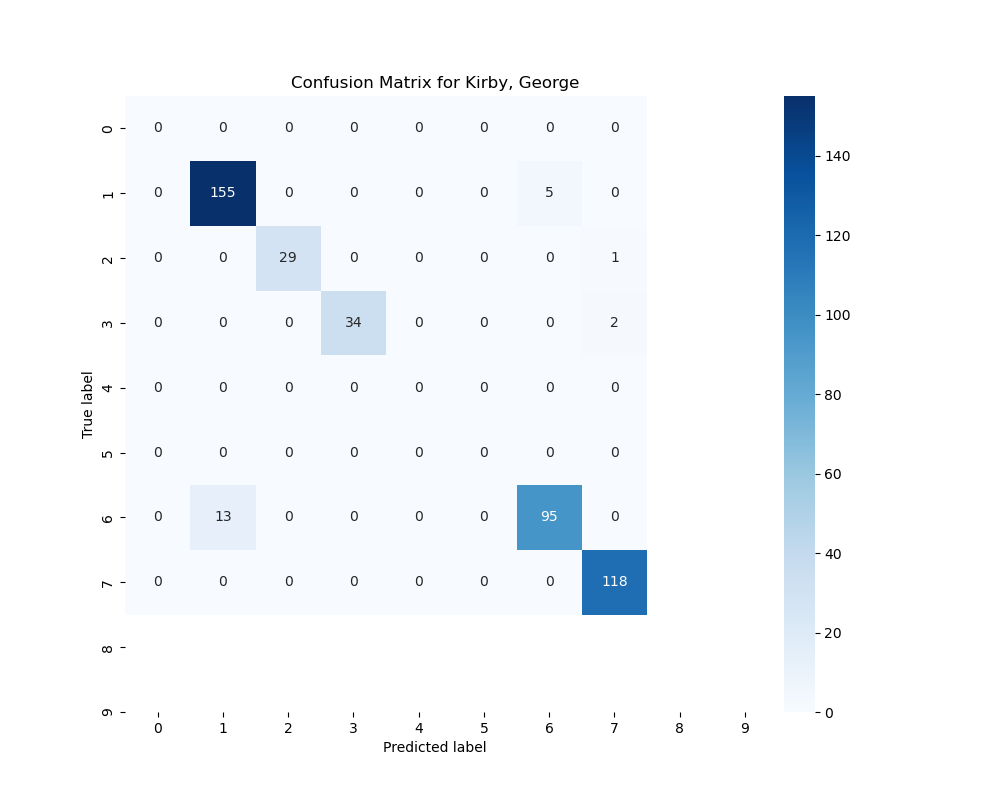 Confusion Matrix for Kirby, George
0 0 0 0 0 0 0 0 0
1 0 155 0 0 0 0 5 0
2 0 0 29 0 0 0 0 1
3 0 0 0 34 0 0 0 2
4 0 0 0 0 0 0 0 0
5 0 0 0 0 0 0 0 0
6 0 13 0 0 0 0 95 0
7 0 0 0 0 0 0 0 118
8
9
True label
0 1 2 3 4 5 6 7 8 9
Predicted label
140
120
100
80
60
40
20
0